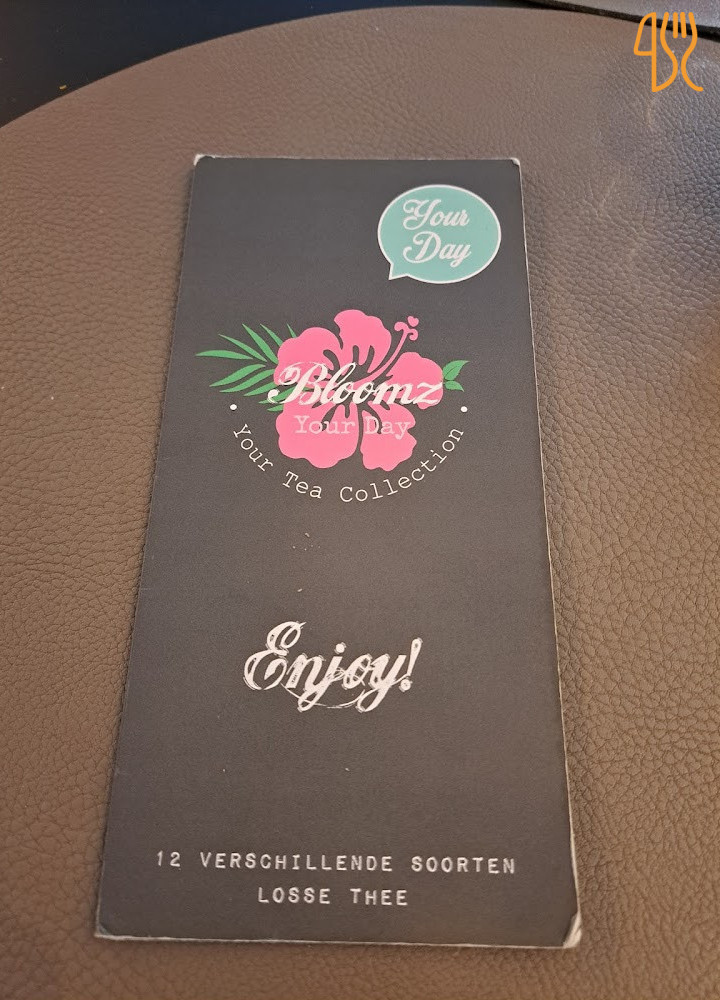 Your
Day
Bloomz
Your Day
Your Tea Collection
Enjoy!
12 VERSCHILLENDE SOORTEN
LOSSE THEE